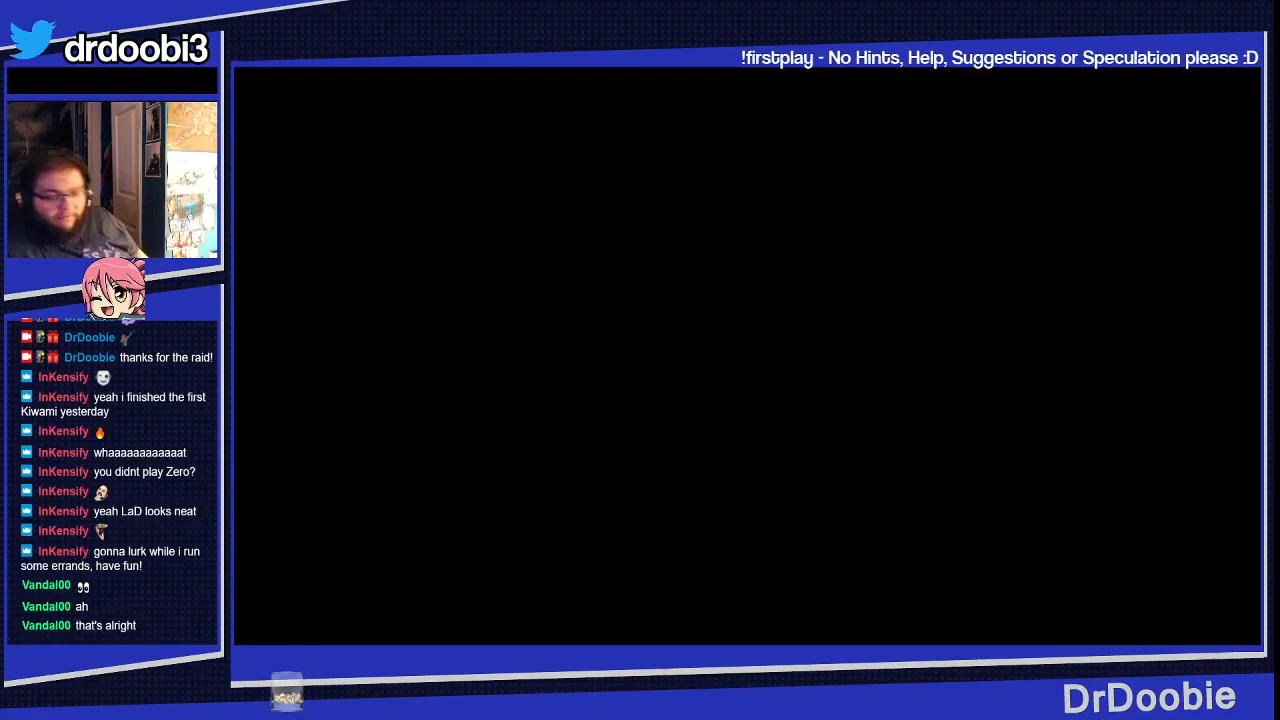 drdoobi3
!firstplay - No Hints, Help, Suggestions or Speculation please :D
DrDoobie
DrDoobie thanks for the raid!
InKensify
InKensify yeah i finished the first
Kiwami yesterday
InKensify
InKensify whaaaaaaaaaaat
InKensify you didnt play Zero?
InKensify
InKensify yeah LaD looks neat
InKensify
InKensify gonna lurk while i run
some errands, have fun!
Vandal00
Vandal00 ah
Vandal00 that's alright
DrDoobie